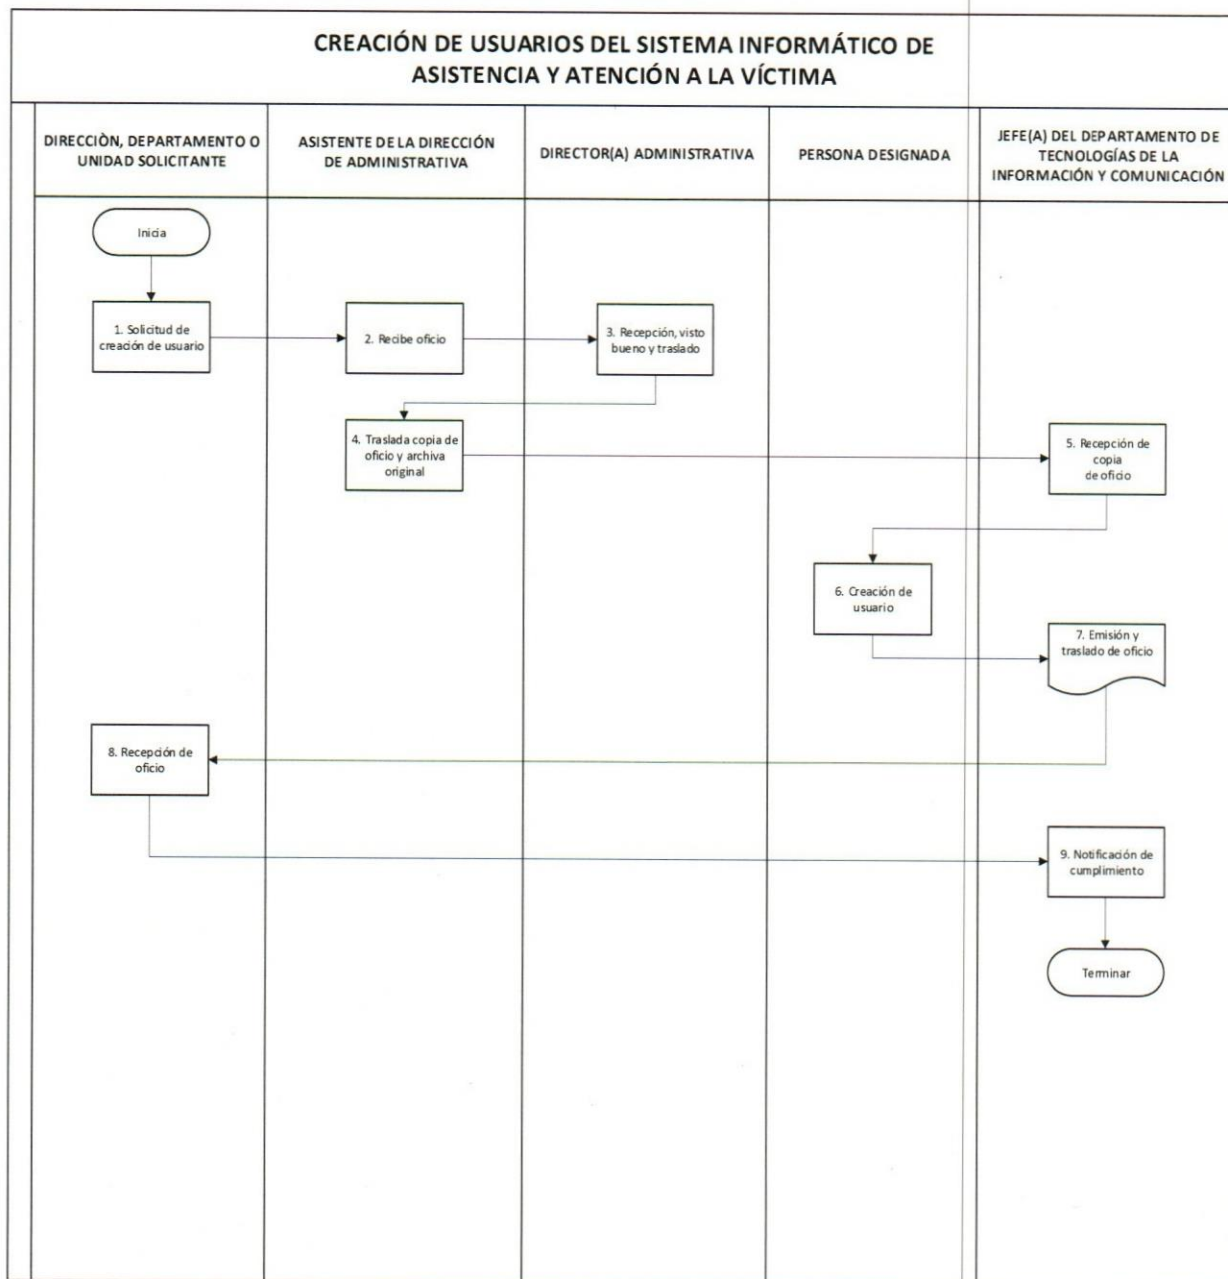 CREACIÓN DE USUARIOS DEL SISTEMA INFORMÁTICO DE
ASISTENCIA Y ATENCIÓN A LA VÍCTIMA
DIRECCIÒN, DEPARTAMENTO O
UNIDAD SOLICITANTE
ASISTENTE DE LA DIRECCIÓN
DE ADMINISTRATIVA
DIRECTOR(A) ADMINISTRATIVA
PERSONA DESIGNADA
JEFE(A) DEL DEPARTAMENTO DE
TECNOLOGÍAS DE LA
INFORMACIÓN Y COMUNICACIÓN
Inicia
1. Solicitud de
creación de usuario
2. Recibe oficio
3. Recepción, visto
bueno y traslado
4. Traslada copia de
oficio y archiva
original
5. Recepción de
copia
de oficio
6. Creación de
usuario
7. Emisión y
traslado de oficio
8. Recepción de
oficio
9. Notificación de
cumplimiento
Terminar